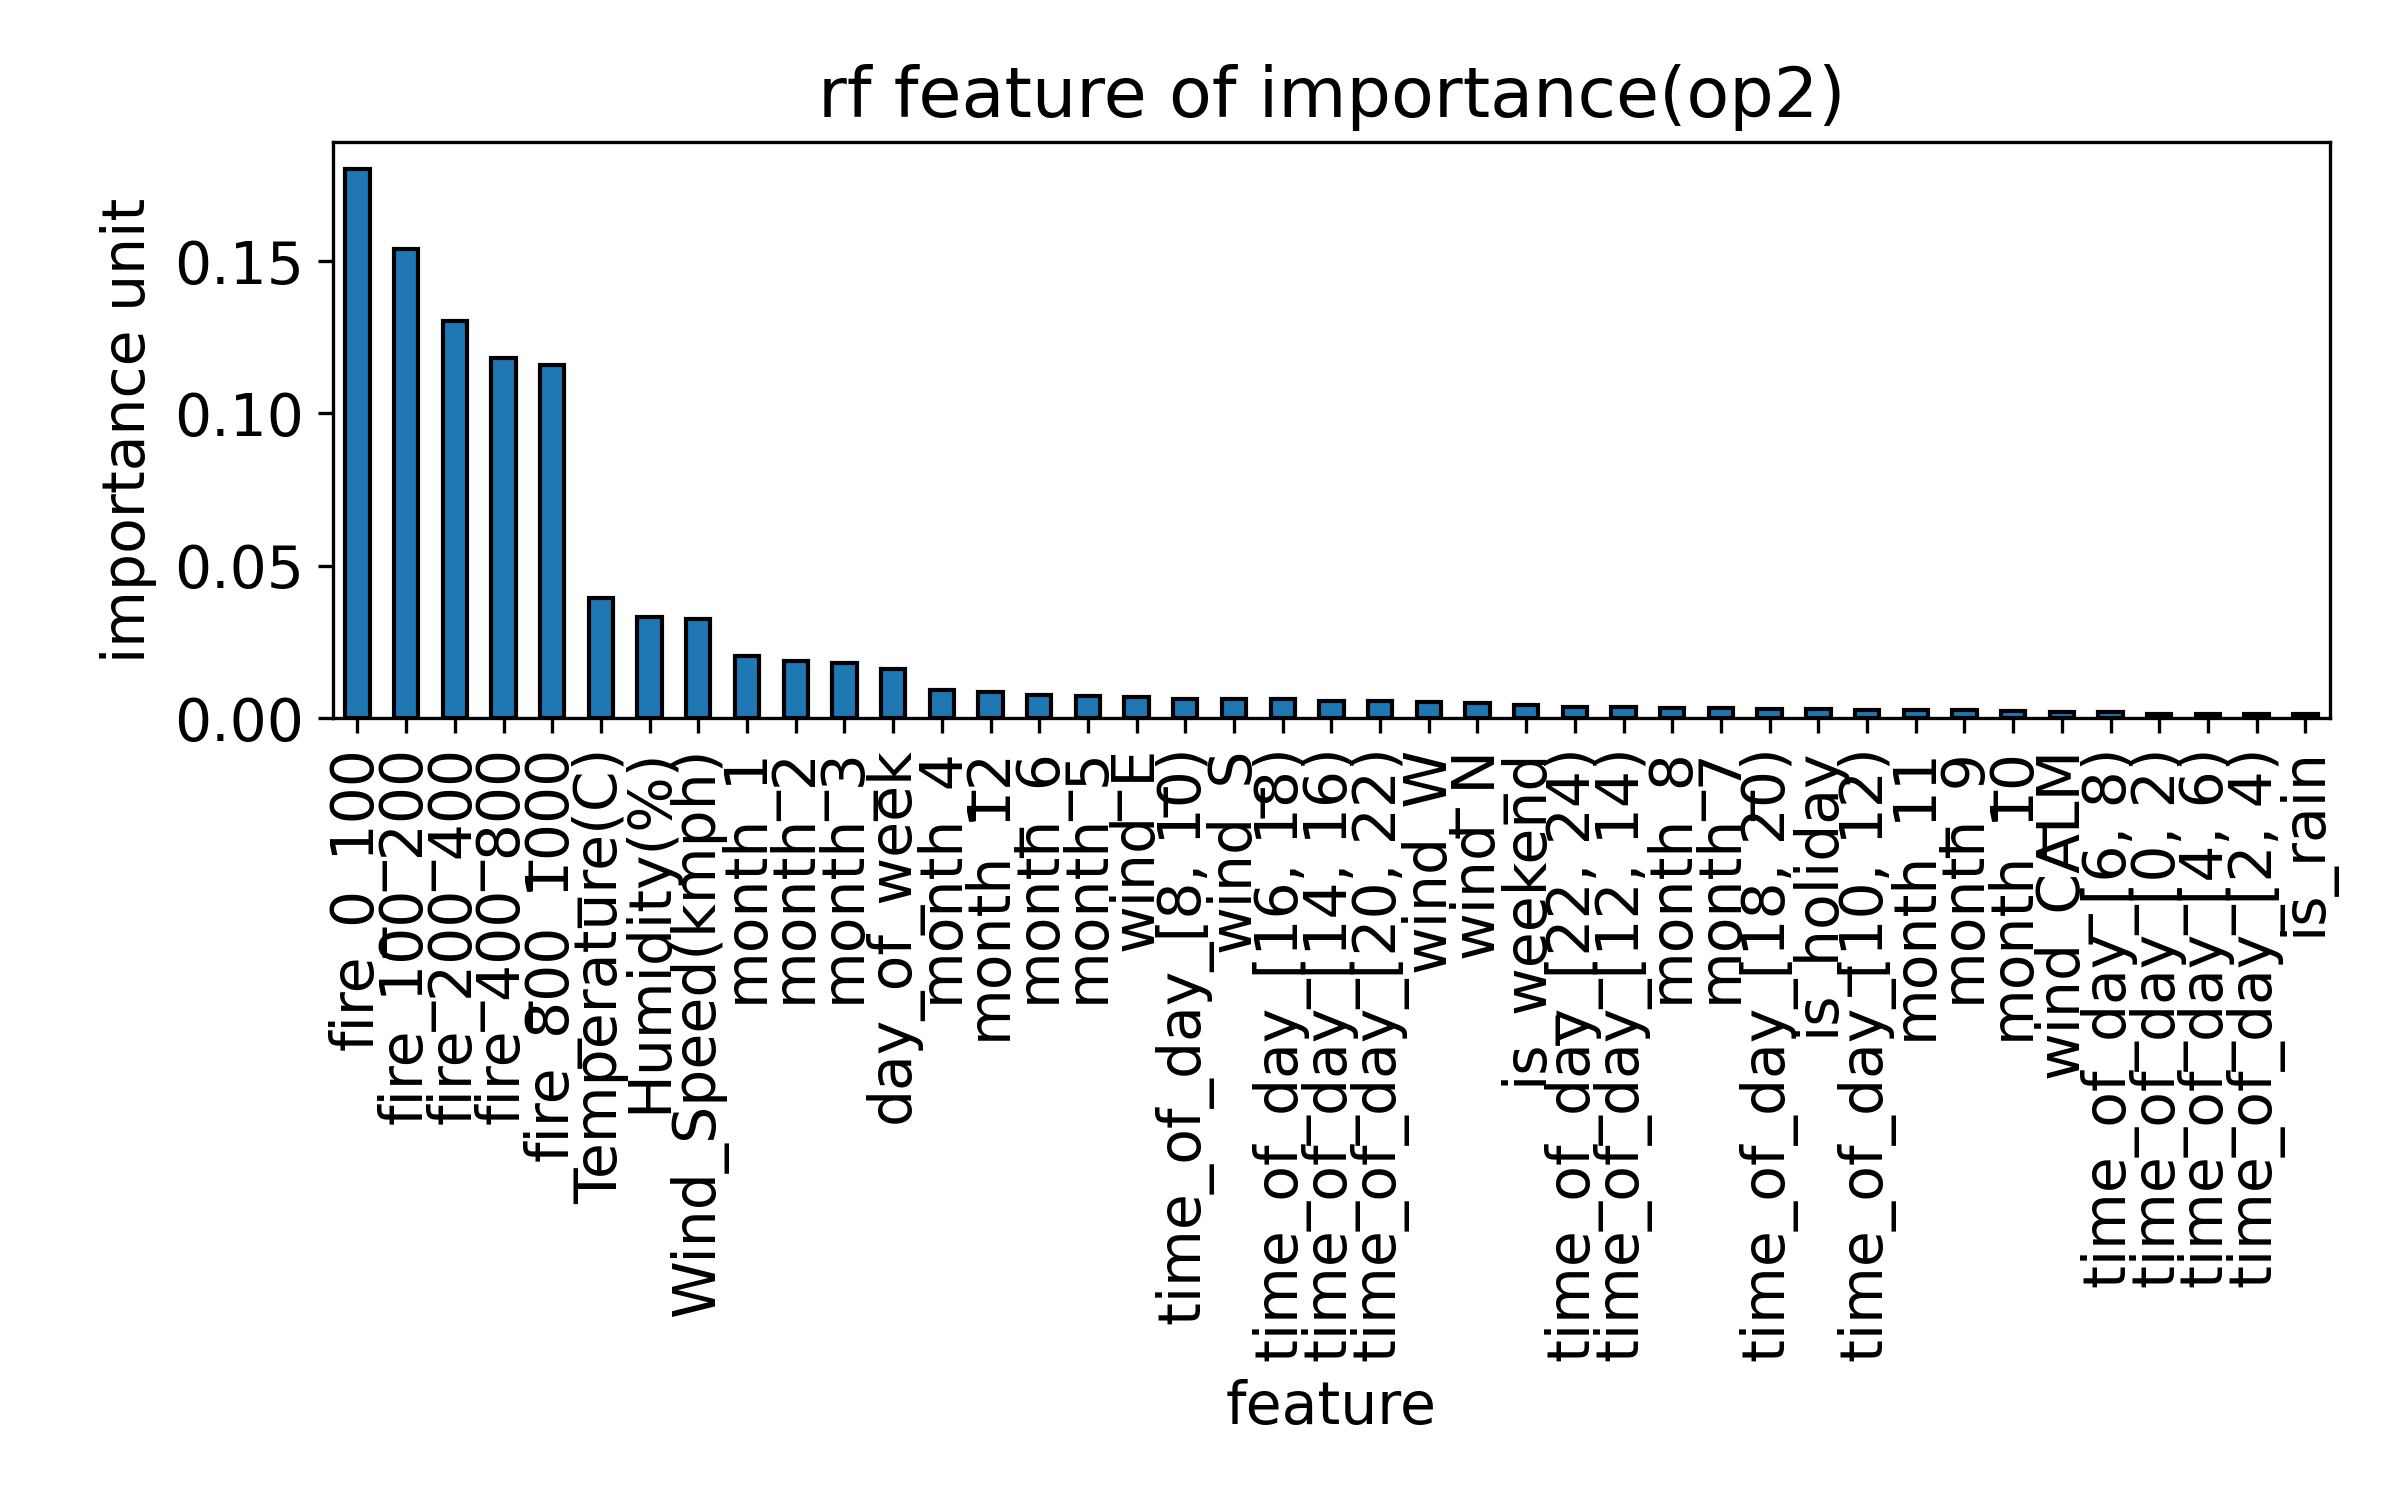 rf feature of importance(op2)
importance unit
0.15
0.10
0.05
0.00
fire_0_100
fire_100_200
fire_200_400
fire_400_800
fire_800_1000
Temperature(C)
Humidity(%)
Wind_Speed(kmph)
month_1
month_2
month_3
day_of_week
month_4
month_12
month_6
month_5
wind_E
time_of_day_[8, 10)
wind_S
time_of_day_[16, 18)
time_of_day_[14, 16)
time_of_day_[20, 22)
wind_W
wind_N
is_weekend
time_of_day_[22, 24)
time_of_day_[12, 14)
month_8
month_7
time_of_day_[18, 20)
is_holiday
time_of_day_[10, 12)
month_11
month_9
month_10
wind_CALM
time_of_day_[6, 8)
time_of_day_[0, 2)
time_of_day_[4, 6)
time_of_day_[2, 4)
is_rain
feature